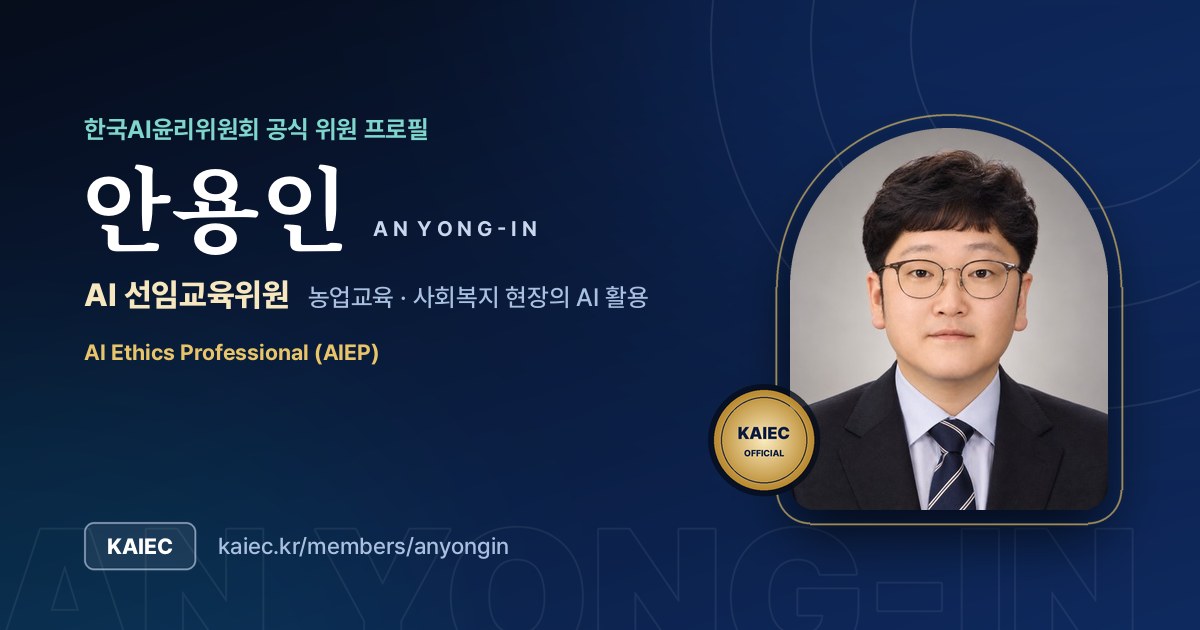 한국AI윤리위원회 공식 위원 프로필
안용인 AN YONG-IN
AI 선임교육위원 농업교육 · 사회복지 현장의 AI 활용
AI Ethics Professional (AIEP)
KAIEC
OFFICIAL
KAIEC kaiec.kr/members/anyongin
AN YONG-IN